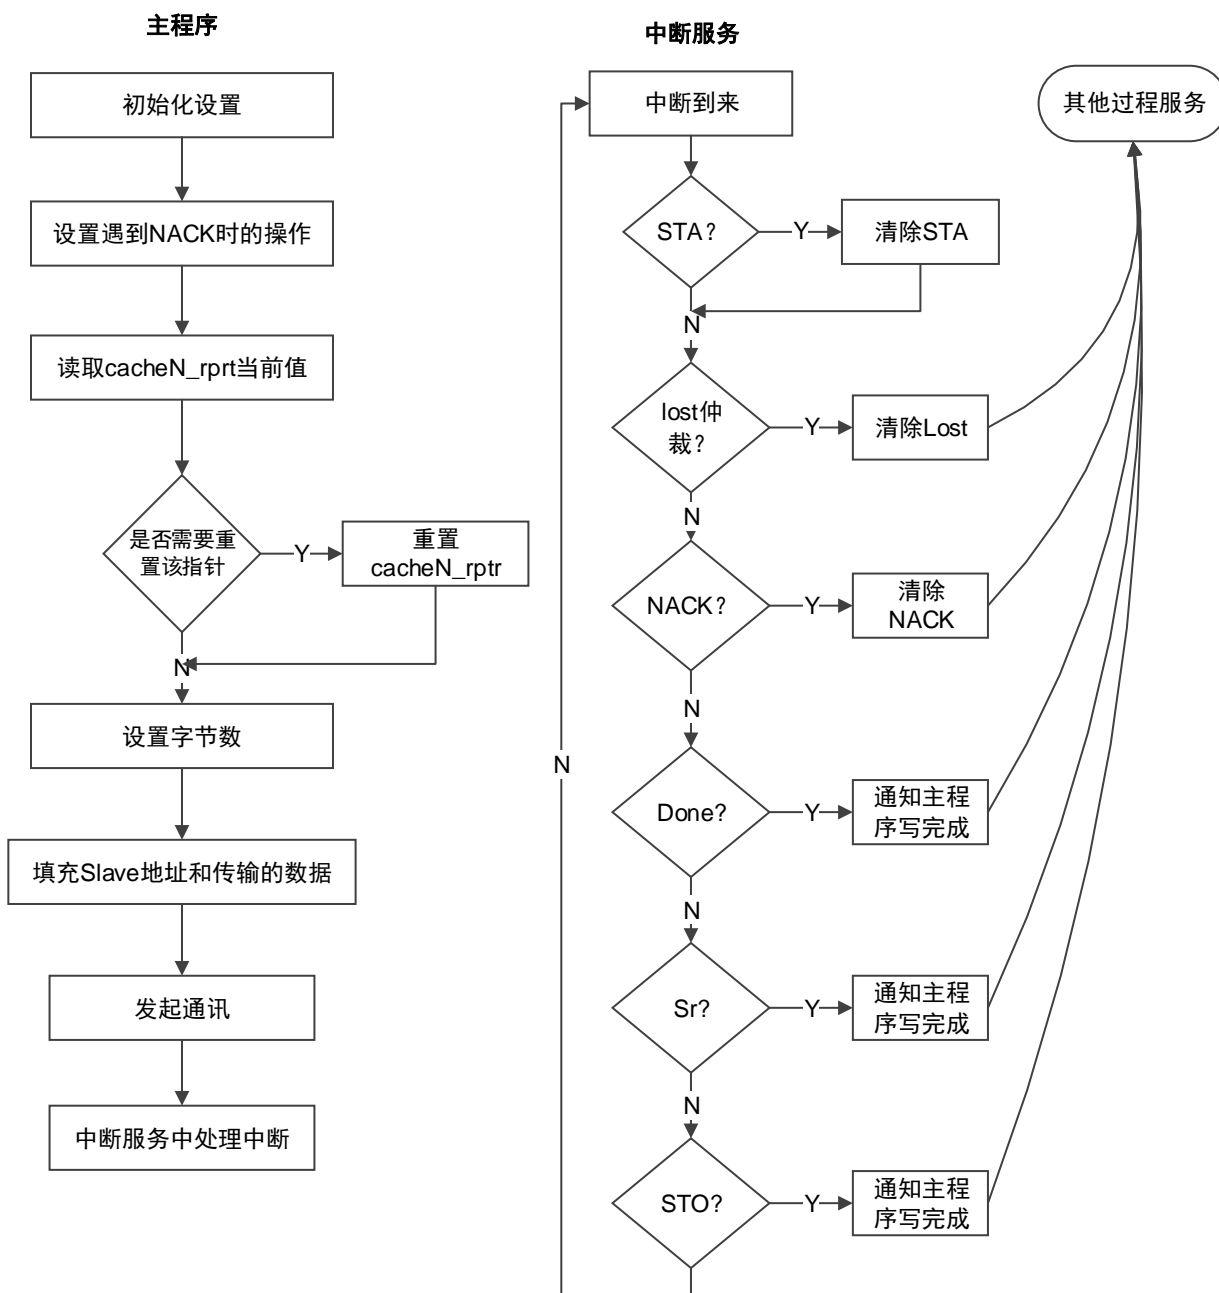 主程序
初始化设置
设置遇到NACK时的操作
读取cacheN_rprt当前值
是否需要重
置该指针
Y
重置
cacheN_rptr
N
设置字节数
填充Slave地址和传输的数据
发起通讯
中断服务中处理中断
中断服务
中断到来
其他过程服务
STA?
Y
清除STA
N
lost仲
裁?
Y
清除Lost
N
NACK?
Y
清除
NACK
N
Done?
Y
通知主程
序写完成
N
Sr?
Y
通知主程
序写完成
N
STO?
Y
通知主程
序写完成
N